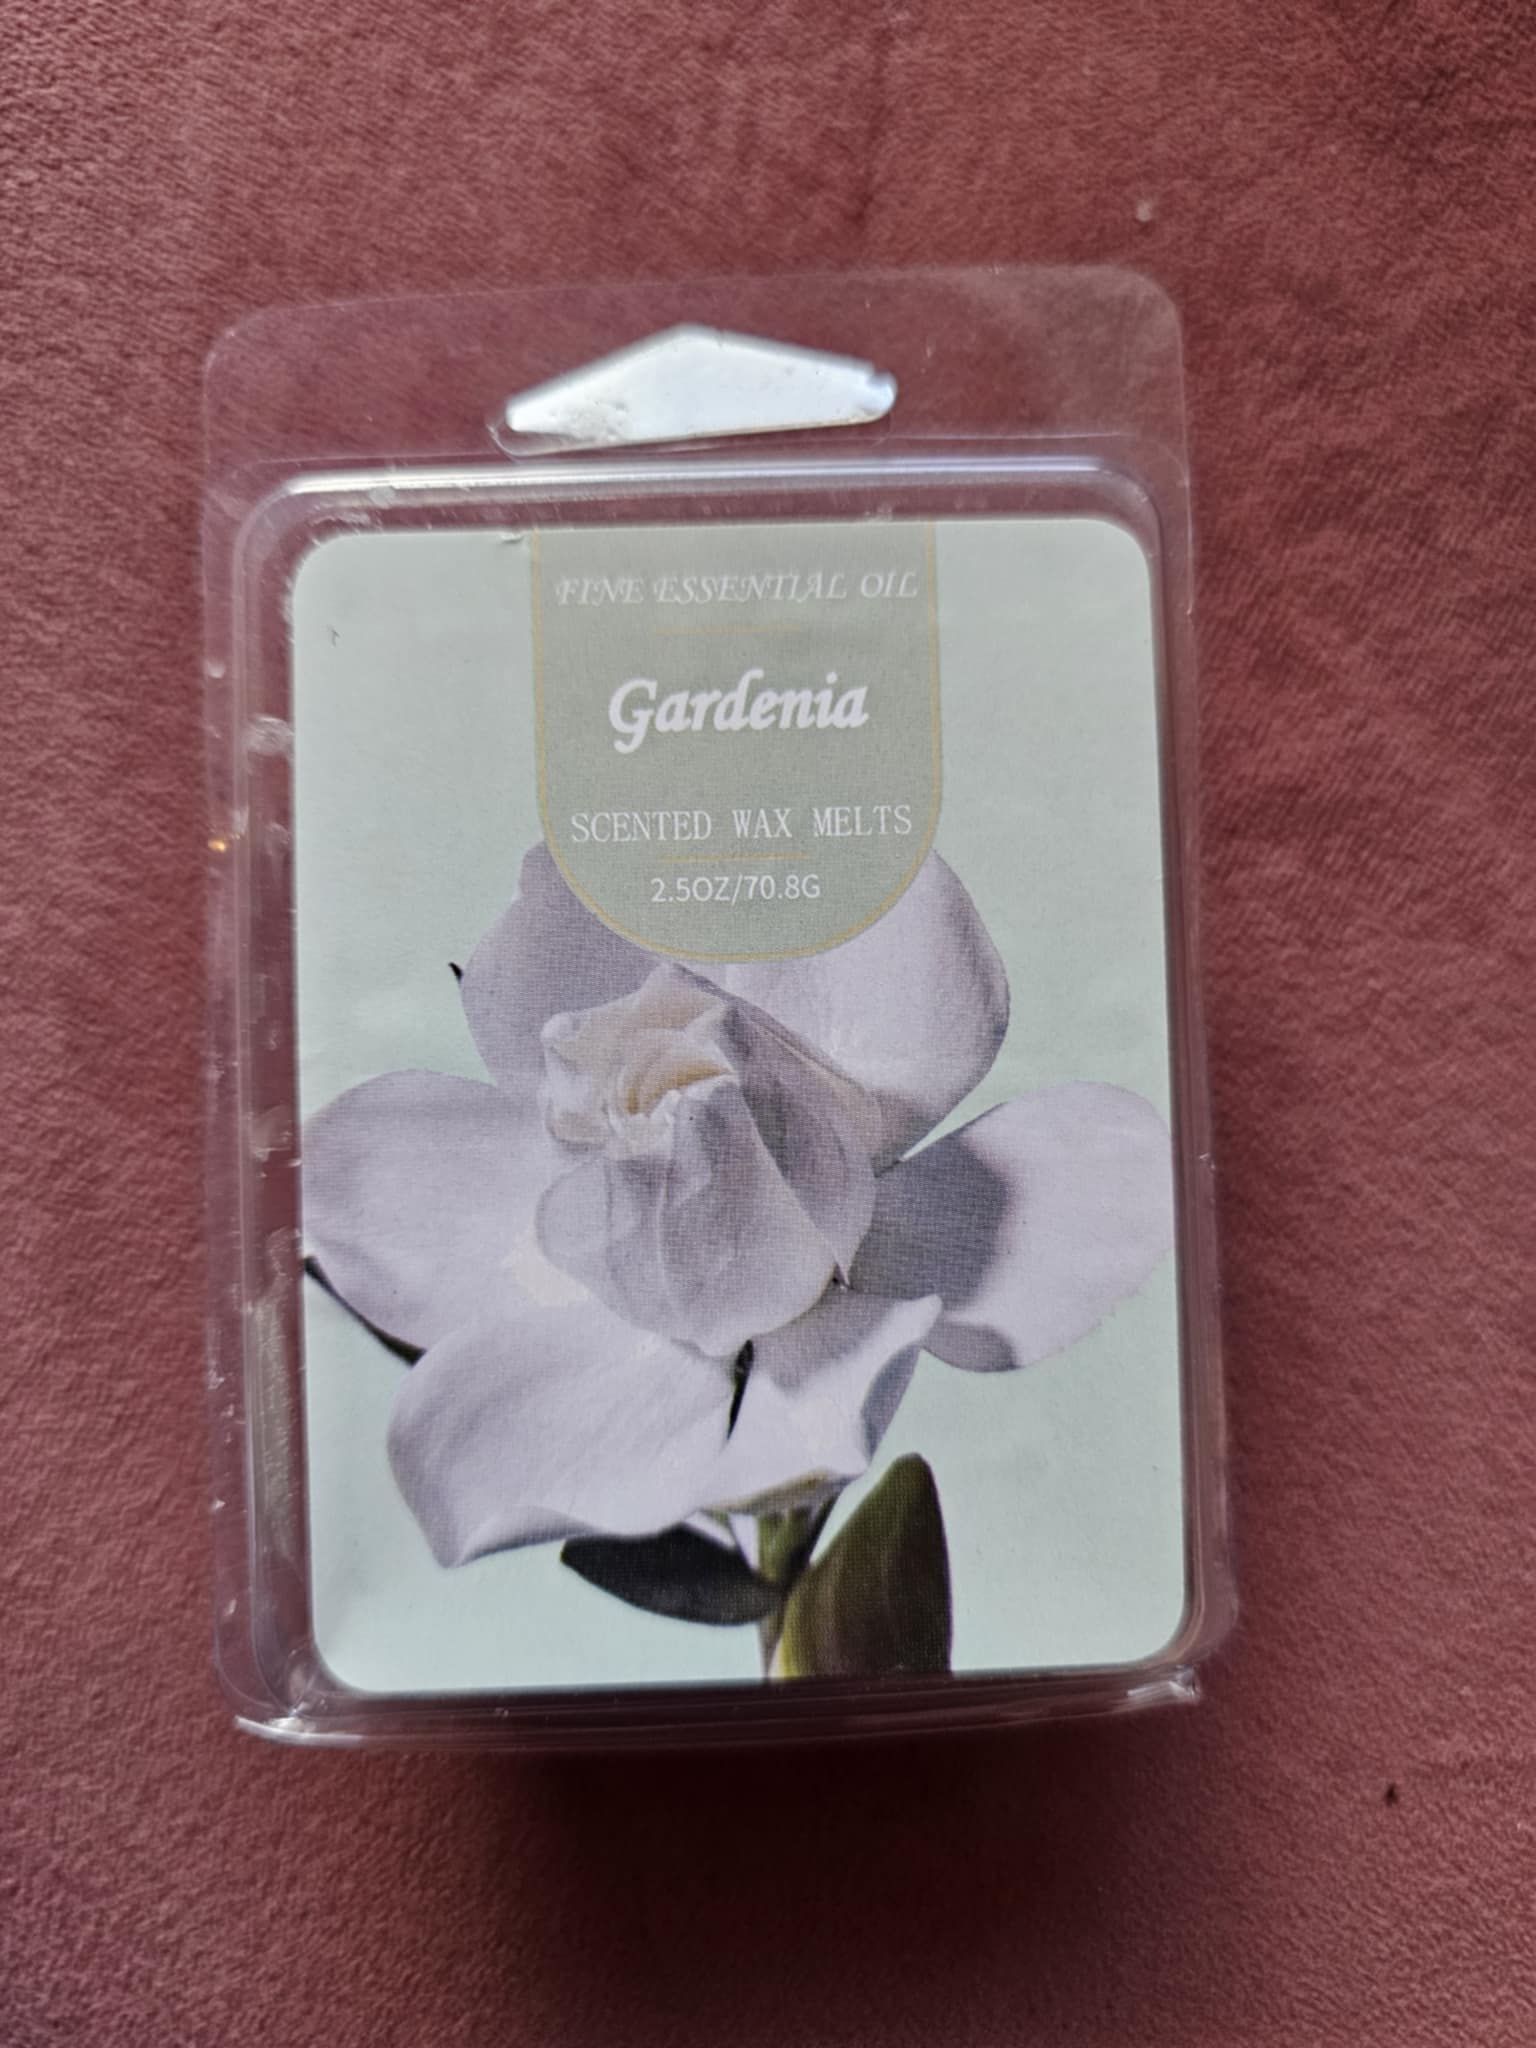 FINE ESSENTIAL OIL
Gardenia
SCENTED WAX MELTS
2.5OZ/70.8G